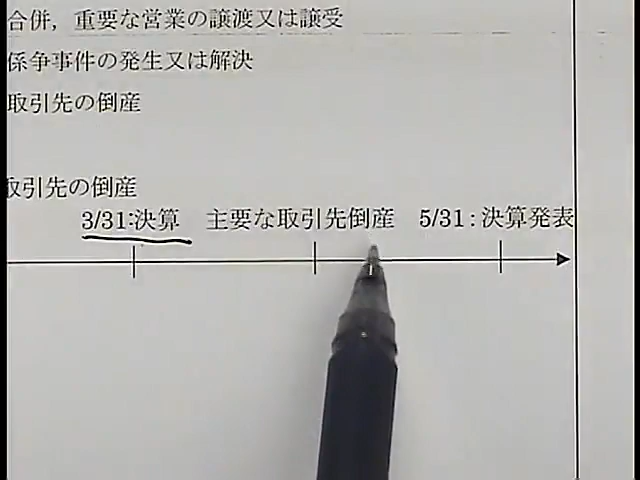 合併，重要な営業の譲渡又は譲受
係争事件の発生又は解決
取引先の倒産
取引先の倒産
3/31:決算 主要な取引先倒産 5/31:決算発表